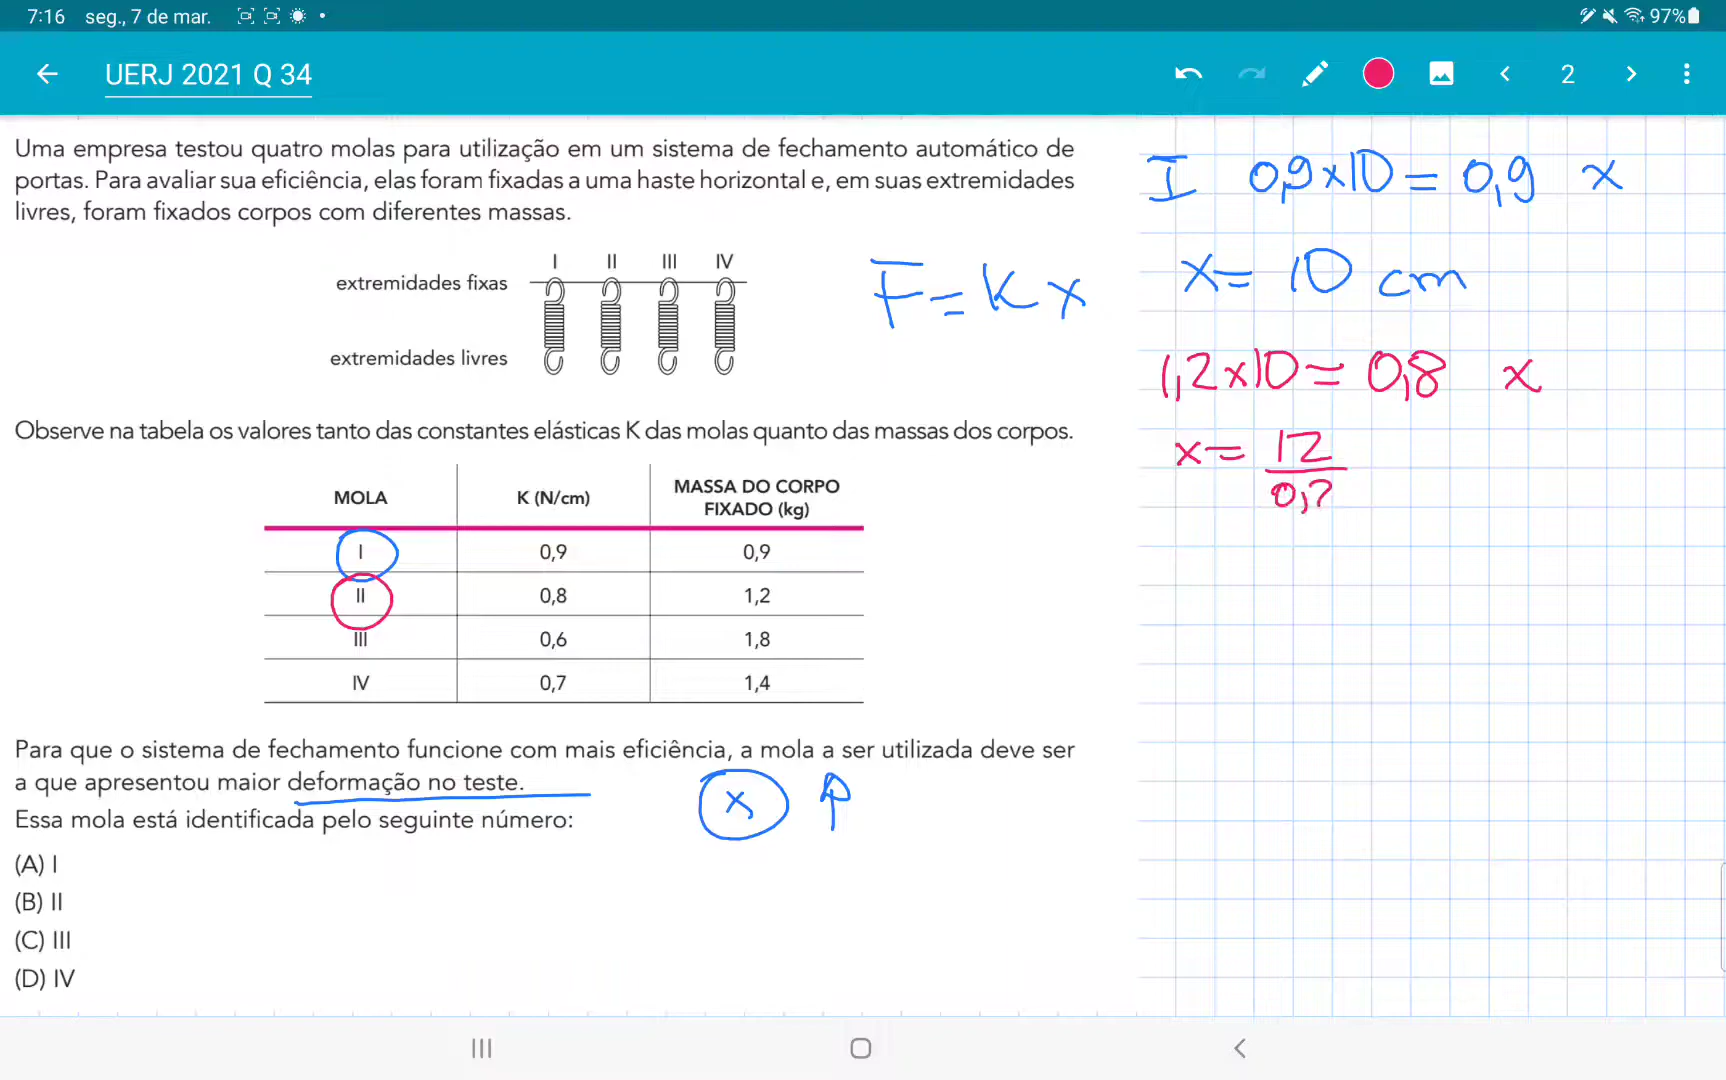 7:16 seg., 7 de mar. 97%
UERJ 2021 Q 34 2
Uma empresa testou quatro molas para utilização em um sistema de fechamento automático de
portas. Para avaliar sua eficiência, elas foram fixadas a uma haste horizontal e, em suas extremidades
livres, foram fixados corpos com diferentes massas.
I II III IV
extremidades fixas
extremidades livres
F = K x
Observe na tabela os valores tanto das constantes elásticas K das molas quanto das massas dos corpos.
MOLA K (N/cm) MASSA DO CORPO
FIXADO (kg)
I 0,9 0,9
II 0,8 1,2
III 0,6 1,8
IV 0,7 1,4
Para que o sistema de fechamento funcione com mais eficiência, a mola a ser utilizada deve ser
a que apresentou maior deformação no teste.
x ↑
Essa mola está identificada pelo seguinte número:
(A) I
(B) II
(C) III
(D) IV
I 0,9x10 = 0,9 x
x = 10 cm
1,2x10 = 0,8 x
x = 12